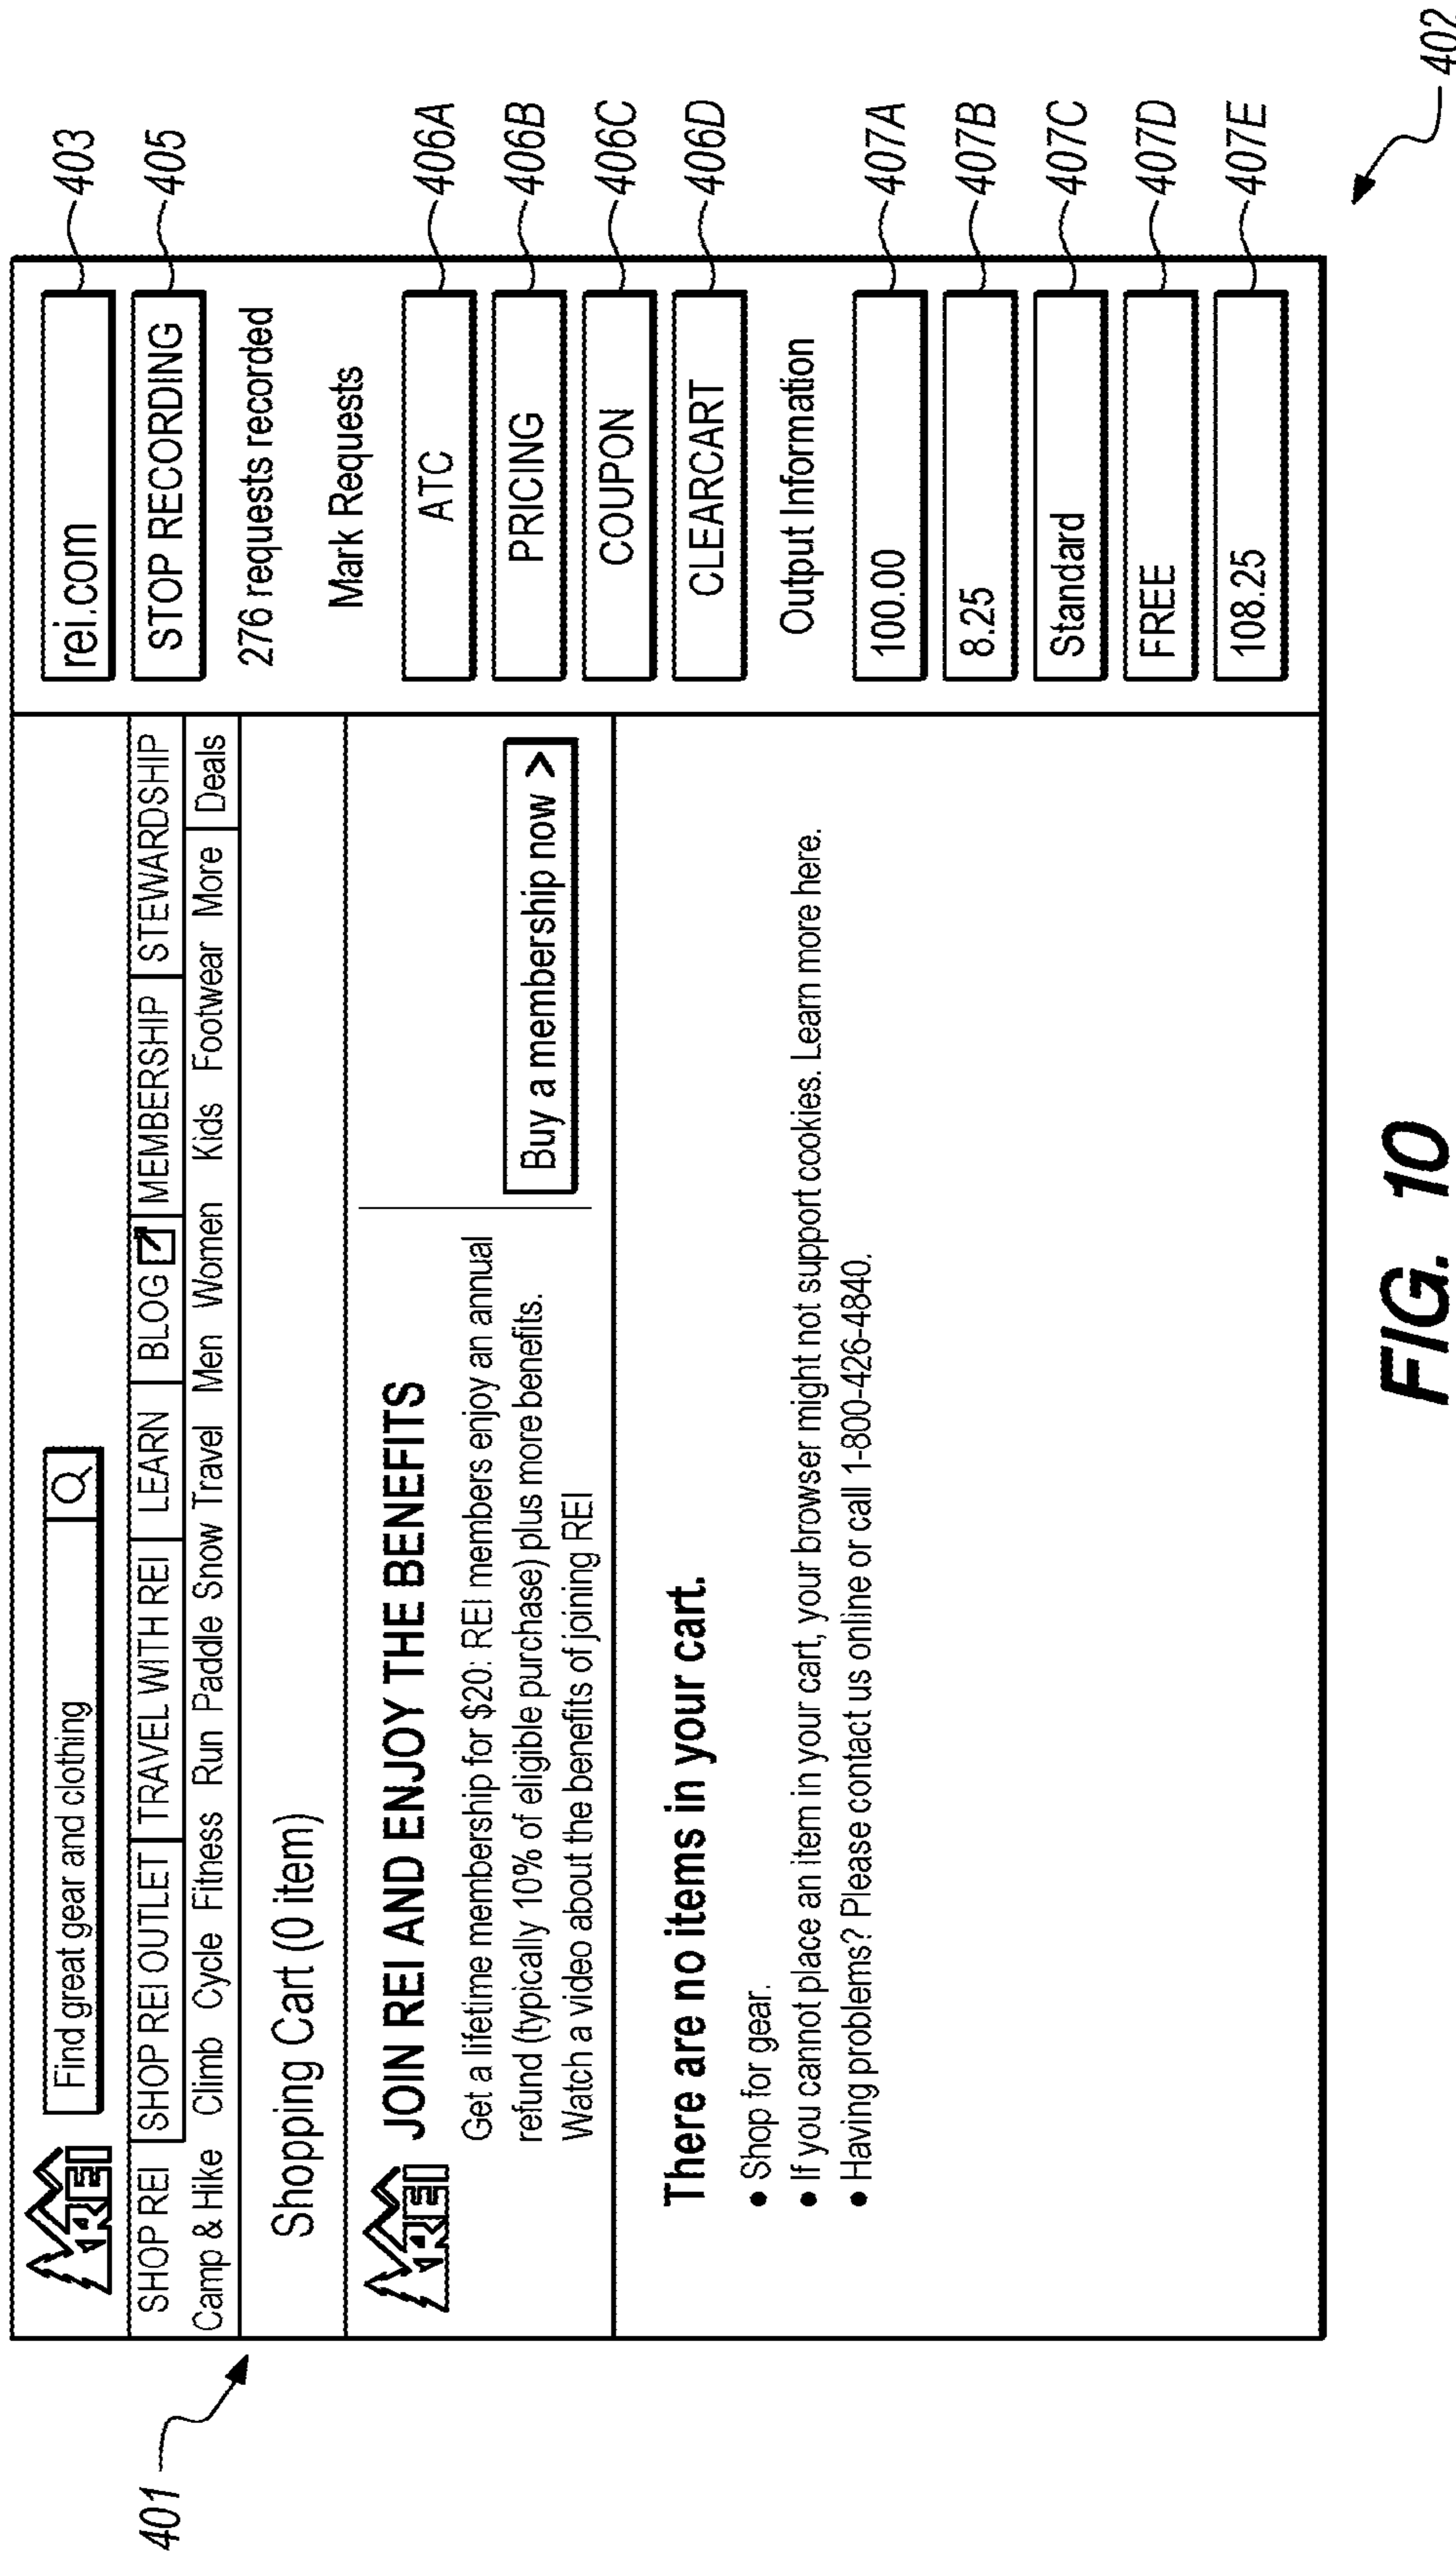 REI
Find great gear and clothing
SHOP REI SHOP REI OUTLET TRAVEL WITH REI LEARN BLOG MEMBERSHIP STEWARDSHIP
Camp & Hike Climb Cycle Fitness Run Paddle Snow Travel Men Women Kids Footwear More Deals
Shopping Cart (0 item)
REI
JOIN REI AND ENJOY THE BENEFITS
Get a lifetime membership for $20: REI members enjoy an annual
refund (typically 10% of eligible purchase) plus more benefits.
Watch a video about the benefits of joining REI
Buy a membership now >
There are no items in your cart.
• Shop for gear.
• If you cannot place an item in your cart, your browser might not support cookies. Learn more here.
• Having problems? Please contact us online or call 1-800-426-4840.
401
rei.com
403
STOP RECORDING
405
276 requests recorded
Mark Requests
ATC
406A
PRICING
406B
COUPON
406C
CLEARCART
406D
Output Information
100.00
407A
8.25
407B
Standard
407C
FREE
407D
108.25
407E
402
FIG. 10